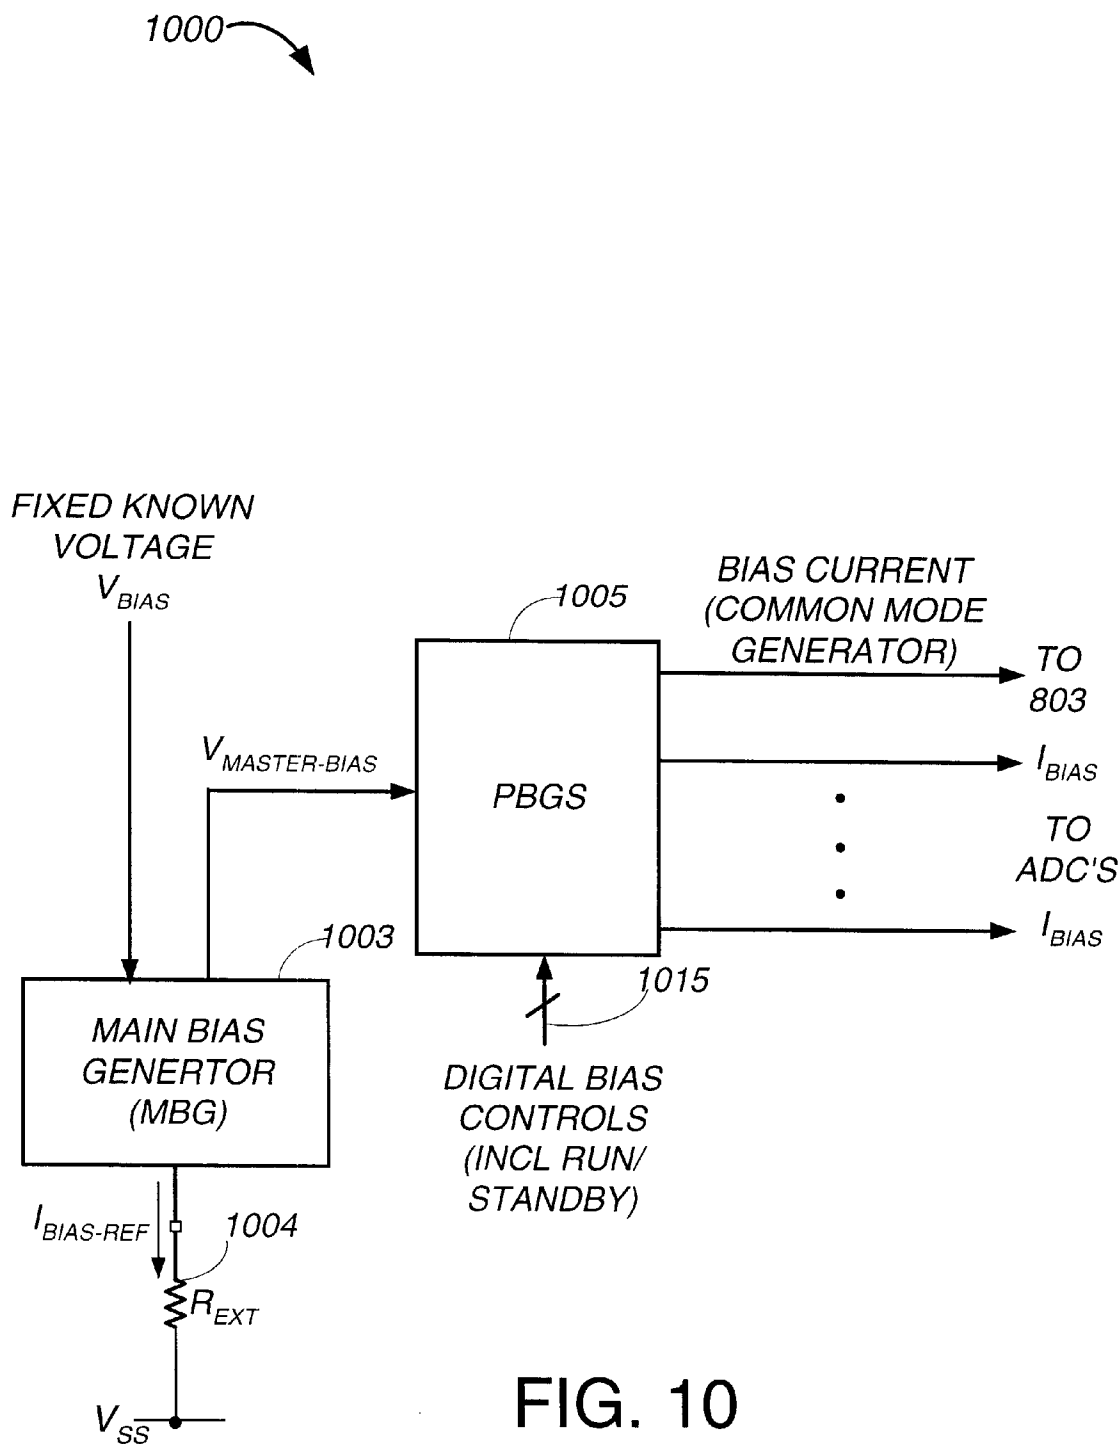 1000
FIXED KNOWN
VOLTAGE
V_BIAS
1005
BIAS CURRENT
(COMMON MODE
GENERATOR)
TO
803
V_MASTER-BIAS
PBGS
I_BIAS
TO
ADC'S
I_BIAS
1003
1015
MAIN BIAS
GENERTOR
(MBG)
DIGITAL BIAS
CONTROLS
(INCL RUN/
STANDBY)
I_BIAS-REF
1004
R_EXT
V_SS
FIG. 10